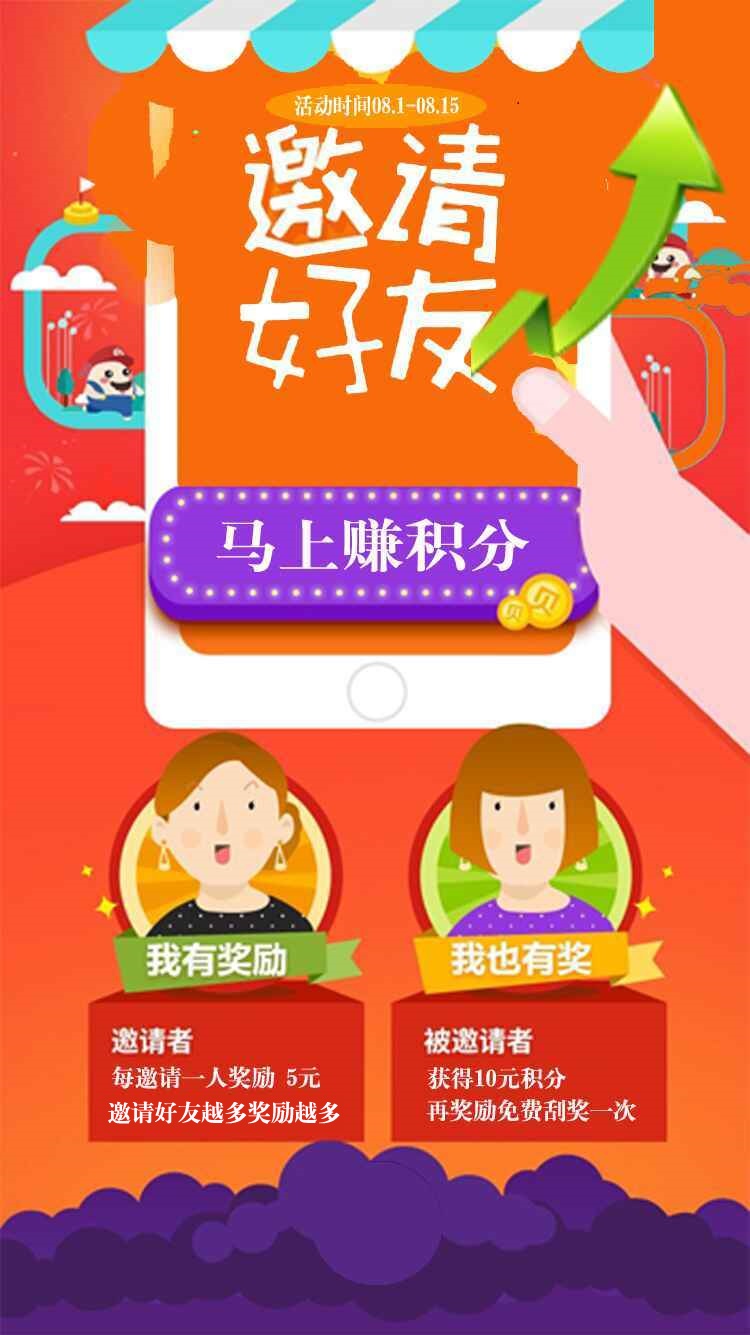 活动时间08.1-08.15
邀请
好友
马上赚积分
我有奖励
邀请者
每邀请一人奖励 5元
邀请好友越多奖励越多
我也有奖
被邀请者
获得10元积分
再奖励免费刮奖一次